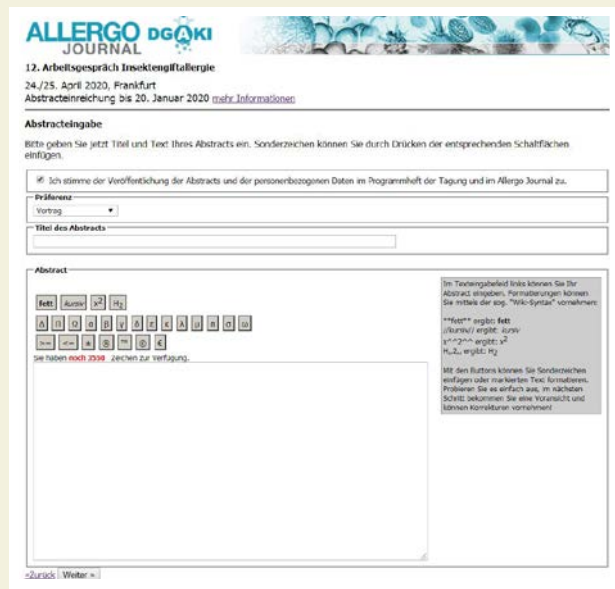 ALLERGO DGAKI
JOURNAL
12. Arbeitsgespräch Insektengiftallergie
24./25. April 2020, Frankfurt
Abstracteinreichung bis 20. Januar 2020 mehr Informationen
Abstracteingabe
Bitte geben Sie jetzt Titel und Text Ihres Abstracts ein. Sonderzeichen können Sie durch Drücken der entsprechenden Schaltflächen
einfügen.
Ich stimme der Veröffentlichung der Abstracts und der personenbezogenen Daten im Programmheft der Tagung und im Allergo Journal zu.
Präferenz
Vortrag
Titel des Abstracts
Abstract
fett kursiv x² H₂
Δ Π Ω α β γ δ ε κ λ μ π σ ω
>= <= ± ® ™ © €
Sie haben noch 3550 Zeichen zur Verfügung.
Im Texteingabefeld links können Sie Ihr
Abstract eingeben. Formatierungen können
Sie mittels der sog. "Wiki-Syntax" vornehmen:
**fett** ergibt: fett
//kursiv// ergibt: kursiv
x^^2^^ ergibt: x²
H,,2,, ergibt: H₂
Mit den Buttons können Sie Sonderzeichen
einfügen oder markierten Text formatieren.
Probieren Sie es einfach aus, im nächsten
Schritt bekommen Sie eine Voransicht und
können Korrekturen vornehmen!
«Zurück Weiter »